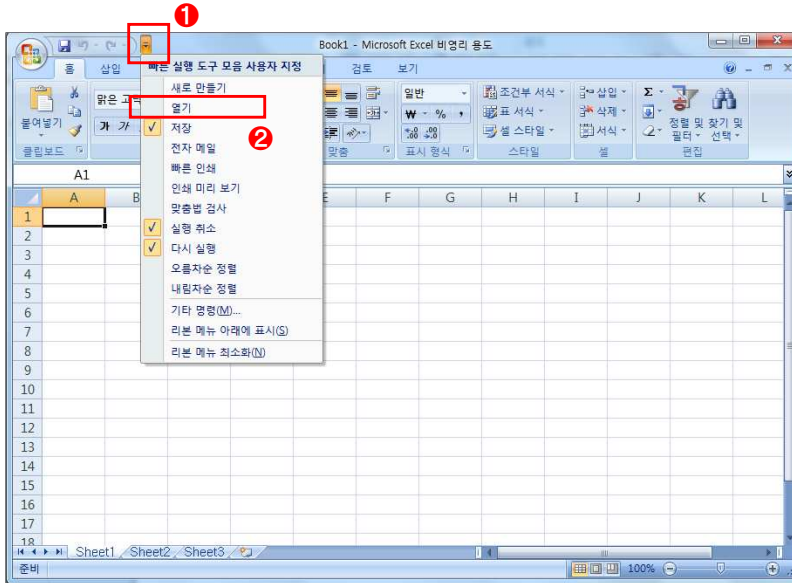 ❶
Book1 - Microsoft Excel 비영리 용도
홈 삽입 검토 보기
빠른 실행 도구 모음 사용자 지정
새로 만들기
열기
저장
전자 메일
빠른 인쇄
인쇄 미리 보기
맞춤법 검사
실행 취소
다시 실행
오름차순 정렬
내림차순 정렬
기타 명령(M)...
리본 메뉴 아래에 표시(S)
리본 메뉴 최소화(N)
❷
붙여넣기
클립보드
맑은 고딕
가 가
맞춤
일반
₩ % ,
표시 형식
조건부 서식
표 서식
셀 스타일
스타일
삽입
삭제
서식
셀
Σ
정렬 및 필터
찾기 및 선택
편집
A1
A B E F G H I J K L
1
2
3
4
5
6
7
8
9
10
11
12
13
14
15
16
17
18
Sheet1 Sheet2 Sheet3
준비 100%